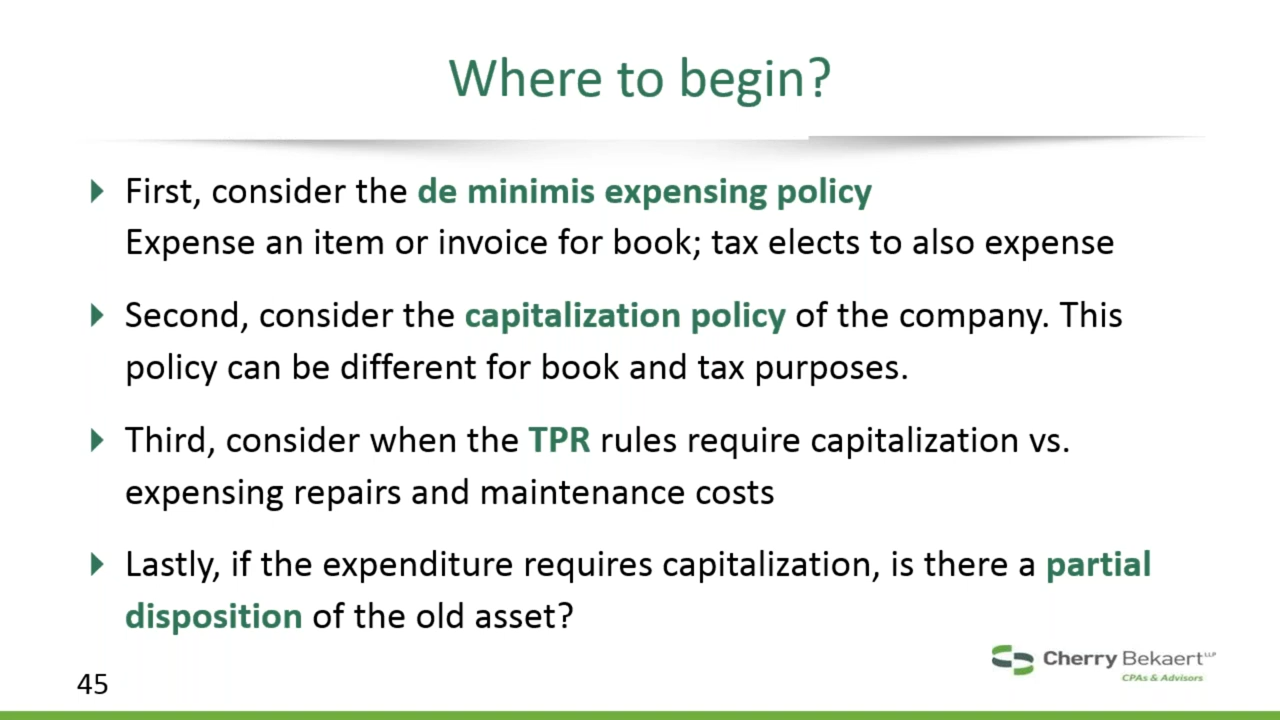 Where to begin?
First, consider the de minimis expensing policy
Expense an item or invoice for book; tax elects to also expense
Second, consider the capitalization policy of the company. This
policy can be different for book and tax purposes.
Third, consider when the TPR rules require capitalization vs.
expensing repairs and maintenance costs
Lastly, if the expenditure requires capitalization, is there a partial
disposition of the old asset?
Cherry Bekaert LLP
CPAs & Advisors
45